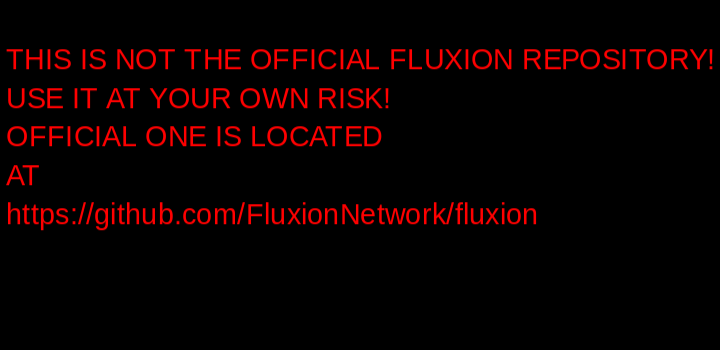 THIS IS NOT THE OFFICIAL FLUXION REPOSITORY!
USE IT AT YOUR OWN RISK!
OFFICIAL ONE IS LOCATED
AT
https://github.com/FluxionNetwork/fluxion